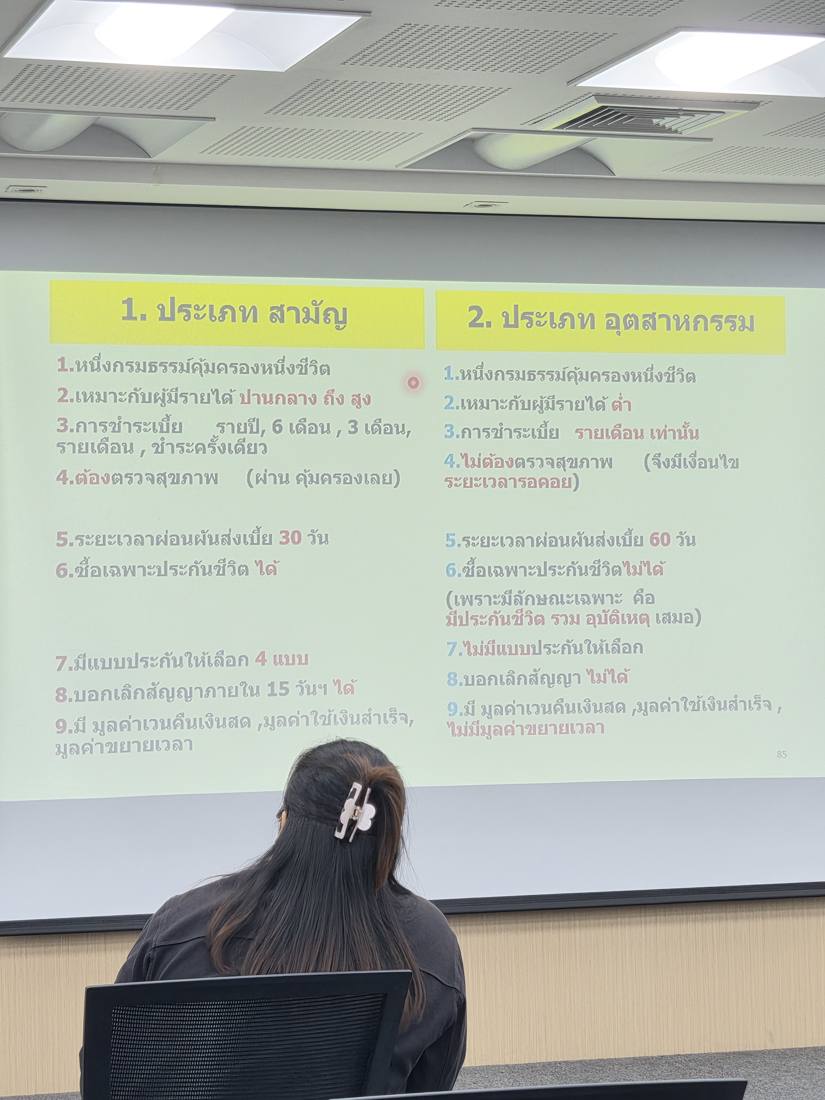 1. ประเภท สามัญ
1.หนึ่งกรมธรรม์คุ้มครองหนึ่งชีวิต
2.เหมาะกับผู้มีรายได้ ปานกลาง ถึง สูง
3.การชำระเบี้ย รายปี, 6 เดือน , 3 เดือน,
รายเดือน , ชำระครั้งเดียว
4.ต้องตรวจสุขภาพ (ผ่าน คุ้มครองเลย)
5.ระยะเวลาผ่อนผันส่งเบี้ย 30 วัน
6.ซื้อเฉพาะประกันชีวิต ได้
7.มีแบบประกันให้เลือก 4 แบบ
8.บอกเลิกสัญญาภายใน 15 วันฯ ได้
9.มี มูลค่าเวนคืนเงินสด ,มูลค่าใช้เงินสำเร็จ,
มูลค่าขยายเวลา
2. ประเภท อุตสาหกรรม
1.หนึ่งกรมธรรม์คุ้มครองหนึ่งชีวิต
2.เหมาะกับผู้มีรายได้ ต่ำ
3.การชำระเบี้ย รายเดือน เท่านั้น
4.ไม่ต้องตรวจสุขภาพ (จึงมีเงื่อนไข
ระยะเวลารอคอย)
5.ระยะเวลาผ่อนผันส่งเบี้ย 60 วัน
6.ซื้อเฉพาะประกันชีวิตไม่ได้
(เพราะมีลักษณะเฉพาะ คือ
มีประกันชีวิต รวม อุบัติเหตุ เสมอ)
7.ไม่มีแบบประกันให้เลือก
8.บอกเลิกสัญญา ไม่ได้
9.มี มูลค่าเวนคืนเงินสด ,มูลค่าใช้เงินสำเร็จ ,
ไม่มีมูลค่าขยายเวลา
85